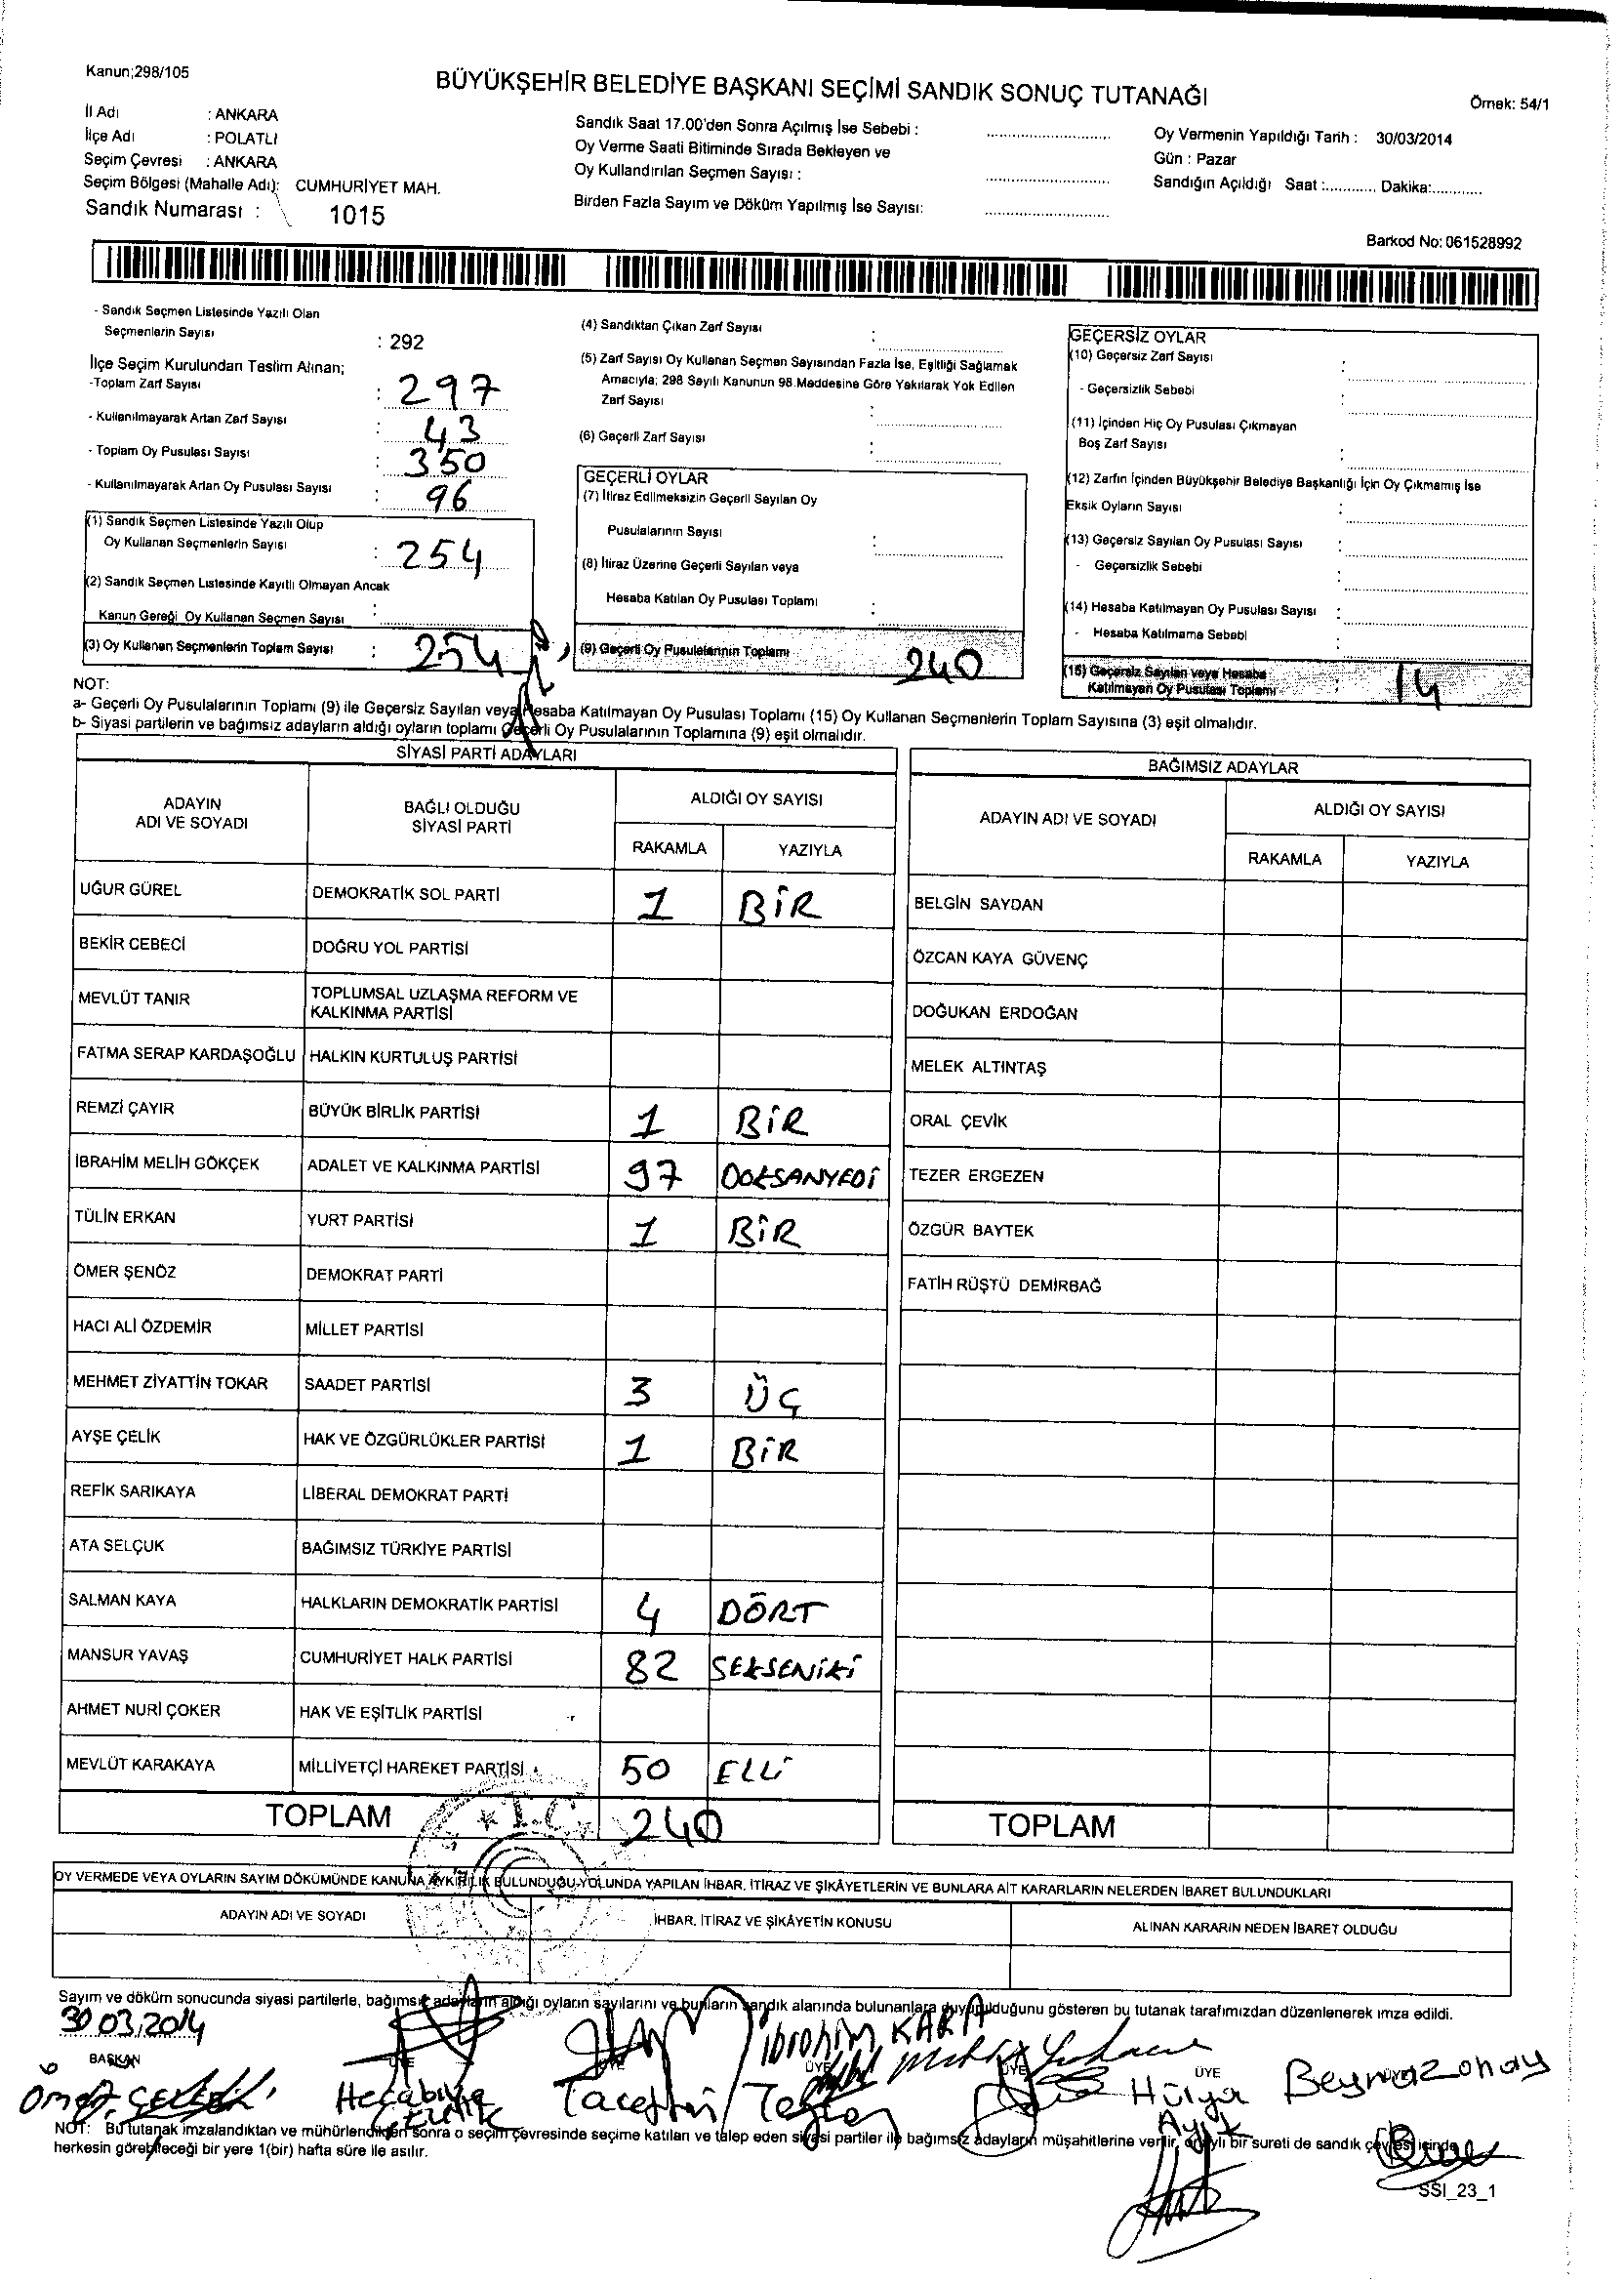 Kanun;298/105
BÜYÜKŞEHİR BELEDİYE BAŞKANI SEÇİMİ SANDIK SONUÇ TUTANAĞI
Örnek: 54/1
İl Adı : ANKARA
İlçe Adı : POLATLI
Seçim Çevresi : ANKARA
Seçim Bölgesi (Mahalle Adı): CUMHURİYET MAH.
Sandık Numarası : 1015
Sandık Saat 17.00'den Sonra Açılmış İse Sebebi :
Oy Verme Saati Bitiminde Sırada Bekleyen ve
Oy Kullandırılan Seçmen Sayısı :
Birden Fazla Sayım ve Döküm Yapılmış İse Sayısı:
Oy Vermenin Yapıldığı Tarih : 30/03/2014
Gün : Pazar
Sandığın Açıldığı Saat :............ Dakika:............
Barkod No: 061528992
- Sandık Seçmen Listesinde Yazılı Olan
Seçmenlerin Sayısı : 292
İlçe Seçim Kurulundan Teslim Alınan;
-Toplam Zarf Sayısı : 297
- Kullanılmayarak Artan Zarf Sayısı : 43
- Toplam Oy Pusulası Sayısı : 350
- Kullanılmayarak Artan Oy Pusulası Sayısı : 96
(1) Sandık Seçmen Listesinde Yazılı Olup
Oy Kullanan Seçmenlerin Sayısı : 254
(2) Sandık Seçmen Listesinde Kayıtlı Olmayan Ancak
Kanun Gereği Oy Kullanan Seçmen Sayısı :
(3) Oy Kullanan Seçmenlerin Toplam Sayısı : 254
(4) Sandıktan Çıkan Zarf Sayısı :
(5) Zarf Sayısı Oy Kullanan Seçmen Sayısından Fazla İse, Eşitliği Sağlamak
Amacıyla; 298 Sayılı Kanunun 98.Maddesine Göre Yakılarak Yok Edilen
Zarf Sayısı :
(6) Geçerli Zarf Sayısı :
GEÇERLİ OYLAR
(7) İtiraz Edilmeksizin Geçerli Sayılan Oy
Pusulalarının Sayısı :
(8) İtiraz Üzerine Geçerli Sayılan veya
Hesaba Katılan Oy Pusulası Toplamı :
(9) Geçerli Oy Pusulalarının Toplamı 240
GEÇERSİZ OYLAR
(10) Geçersiz Zarf Sayısı :
- Geçersizlik Sebebi
(11) İçinden Hiç Oy Pusulası Çıkmayan
Boş Zarf Sayısı :
(12) Zarfın İçinden Büyükşehir Belediye Başkanlığı İçin Oy Çıkmamış İse
Eksik Oyların Sayısı :
(13) Geçersiz Sayılan Oy Pusulası Sayısı :
- Geçersizlik Sebebi :
(14) Hesaba Katılmayan Oy Pusulası Sayısı :
- Hesaba Katılmama Sebebi :
(15) Geçersiz Sayılan veya Hesaba
Katılmayan Oy Pusulası Toplamı : 14
NOT:
a- Geçerli Oy Pusulalarının Toplamı (9) ile Geçersiz Sayılan veya Hesaba Katılmayan Oy Pusulası Toplamı (15) Oy Kullanan Seçmenlerin Toplam Sayısına (3) eşit olmalıdır.
b- Siyasi partilerin ve bağımsız adayların aldığı oyların toplamı Geçerli Oy Pusulalarının Toplamına (9) eşit olmalıdır.
SİYASİ PARTİ ADAYLARI
ADAYIN ADI VE SOYADI
BAĞLI OLDUĞU SİYASİ PARTİ
ALDIĞI OY SAYISI
RAKAMLA YAZIYLA
UĞUR GÜREL DEMOKRATİK SOL PARTİ 1 BİR
BEKİR CEBECİ DOĞRU YOL PARTİSİ
MEVLÜT TANIR TOPLUMSAL UZLAŞMA REFORM VE KALKINMA PARTİSİ
FATMA SERAP KARDAŞOĞLU HALKIN KURTULUŞ PARTİSİ
REMZİ ÇAYIR BÜYÜK BİRLİK PARTİSİ 1 BİR
İBRAHİM MELİH GÖKÇEK ADALET VE KALKINMA PARTİSİ 97 DOKSANYEDİ
TÜLİN ERKAN YURT PARTİSİ 1 BİR
ÖMER ŞENÖZ DEMOKRAT PARTİ
HACI ALİ ÖZDEMİR MİLLET PARTİSİ
MEHMET ZİYATTİN TOKAR SAADET PARTİSİ 3 ÜÇ
AYŞE ÇELİK HAK VE ÖZGÜRLÜKLER PARTİSİ 1 BİR
REFİK SARIKAYA LİBERAL DEMOKRAT PARTİ
ATA SELÇUK BAĞIMSIZ TÜRKİYE PARTİSİ
SALMAN KAYA HALKLARIN DEMOKRATİK PARTİSİ 4 DÖRT
MANSUR YAVAŞ CUMHURİYET HALK PARTİSİ 82 SEKSENİKİ
AHMET NURİ ÇOKER HAK VE EŞİTLİK PARTİSİ
MEVLÜT KARAKAYA MİLLİYETÇİ HAREKET PARTİSİ 50 ELLİ
TOPLAM 240
T.C.
BAĞIMSIZ ADAYLAR
ADAYIN ADI VE SOYADI
ALDIĞI OY SAYISI
RAKAMLA YAZIYLA
BELGİN SAYDAN
ÖZCAN KAYA GÜVENÇ
DOĞUKAN ERDOĞAN
MELEK ALTINTAŞ
ORAL ÇEVİK
TEZER ERGEZEN
ÖZGÜR BAYTEK
FATİH RÜŞTÜ DEMİRBAĞ
TOPLAM
OY VERMEDE VEYA OYLARIN SAYIM DÖKÜMÜNDE KANUNA AYKIRILIK BULUNDUĞU YOLUNDA YAPILAN İHBAR, İTİRAZ VE ŞİKÂYETLERİN VE BUNLARA AİT KARARLARIN NELERDEN İBARET BULUNDUKLARI
ADAYIN ADI VE SOYADI
İHBAR, İTİRAZ VE ŞİKÂYETİN KONUSU
ALINAN KARARIN NEDEN İBARET OLDUĞU
Sayım ve döküm sonucunda siyasi partilerle, bağımsız adayların aldığı oyların sayılarını ve bunların sandık alanında bulunanlara duyurulduğunu gösteren bu tutanak tarafımızdan düzenlenerek imza edildi.
30.03.2014
BAŞKAN ÜYE ÜYE ÜYE ÜYE ÜYE
İbrahim KARA
Hülya
NOT: Bu tutanak imzalandıktan ve mühürlendikten sonra o seçim çevresinde seçime katılan ve talep eden siyasi partiler ile bağımsız adayların müşahitlerine verilir, onaylı bir sureti de sandık çevresi içinde
herkesin görebileceği bir yere 1(bir) hafta süre ile asılır.
SSI_23_1